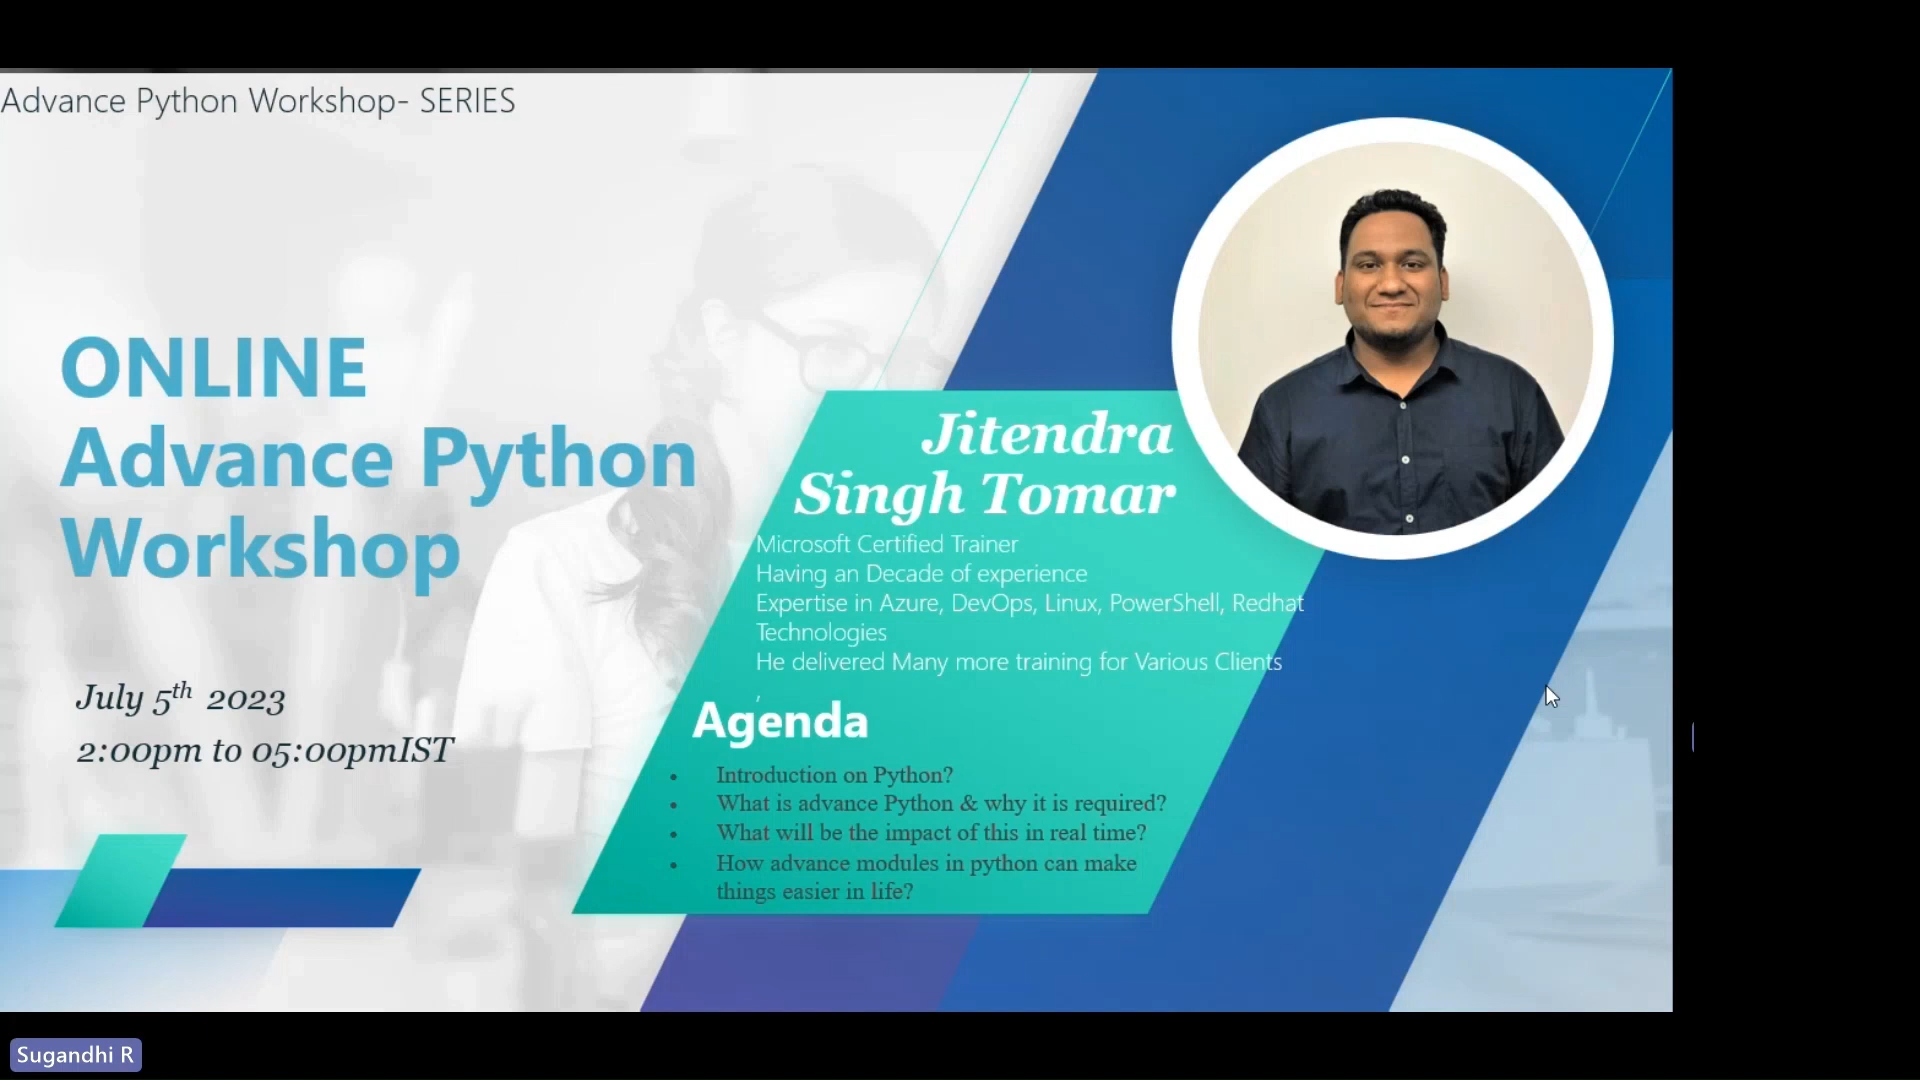 Advance Python Workshop- SERIES
ONLINE
Advance Python
Workshop
July 5th 2023
2:00pm to 05:00pmIST
Jitendra
Singh Tomar
Microsoft Certified Trainer
Having an Decade of experience
Expertise in Azure, DevOps, Linux, PowerShell, Redhat
Technologies
He delivered Many more training for Various Clients
,
Agenda
• Introduction on Python?
• What is advance Python & why it is required?
• What will be the impact of this in real time?
• How advance modules in python can make
things easier in life?
Sugandhi R